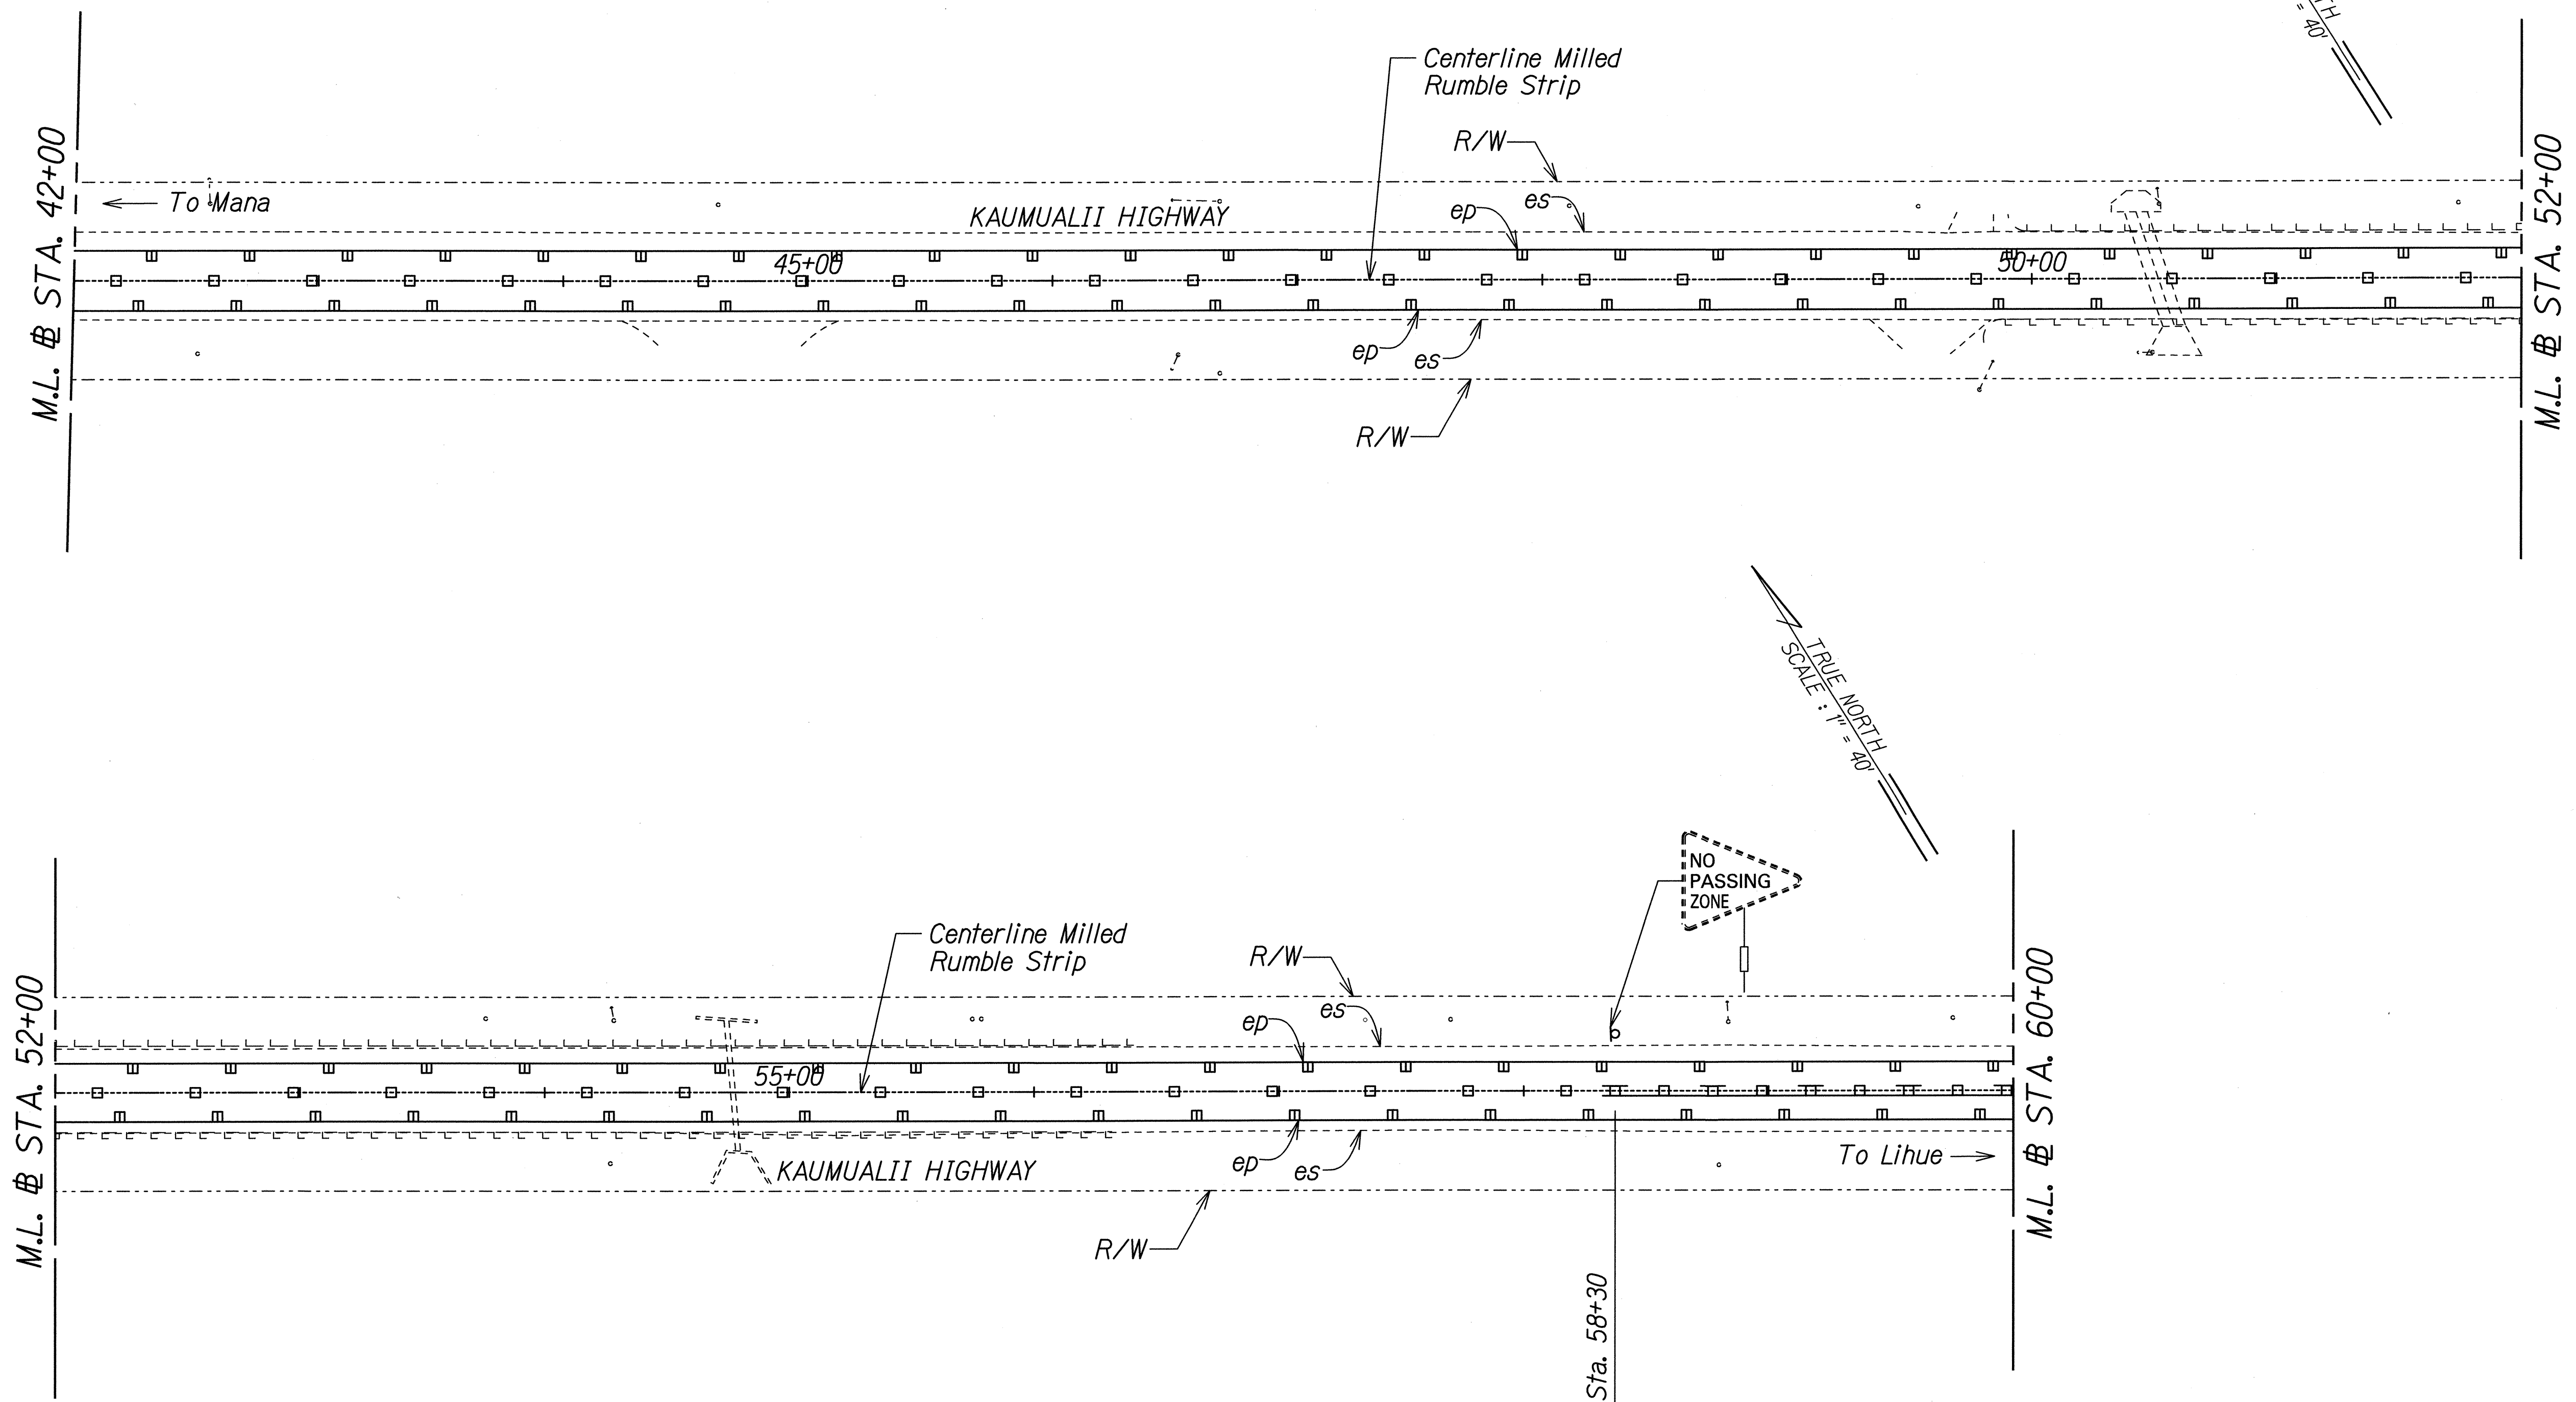 TH
= 40'
Centerline Milled
Rumble Strip
R/W
ep
es
To Mana
KAUMUALII HIGHWAY
M.L. ⅊ STA. 42+00
45+00
50+00
M.L. ⅊ STA. 52+00
ep
es
R/W
TRUE NORTH
SCALE : 1" = 40'
NO
PASSING
ZONE
Centerline Milled
Rumble Strip
R/W
ep
es
M.L. ⅊ STA. 52+00
55+00
M.L. ⅊ STA. 60+00
To Lihue
KAUMUALII HIGHWAY
ep
es
R/W
Sta. 58+30